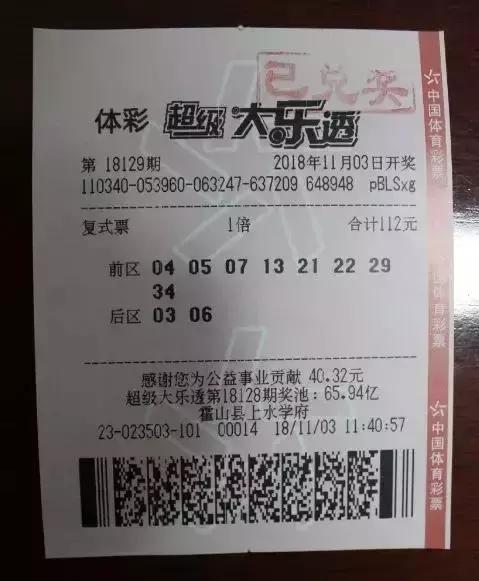 已兑奖
体彩 超级大乐透
第 18129期 2018年11月03日开奖
110340-053960-063247-637209 648948 pBLSxg
复式票 1倍 合计112元
前区 04 05 07 13 21 22 29
34
后区 03 06
感谢您为公益事业贡献 40.32元
超级大乐透第18128期奖池：65.94亿
霍山县上水学府
23-023503-101 00014 18/11/03 11:40:57
中国体育彩票
中国体育彩票
中国体育彩票